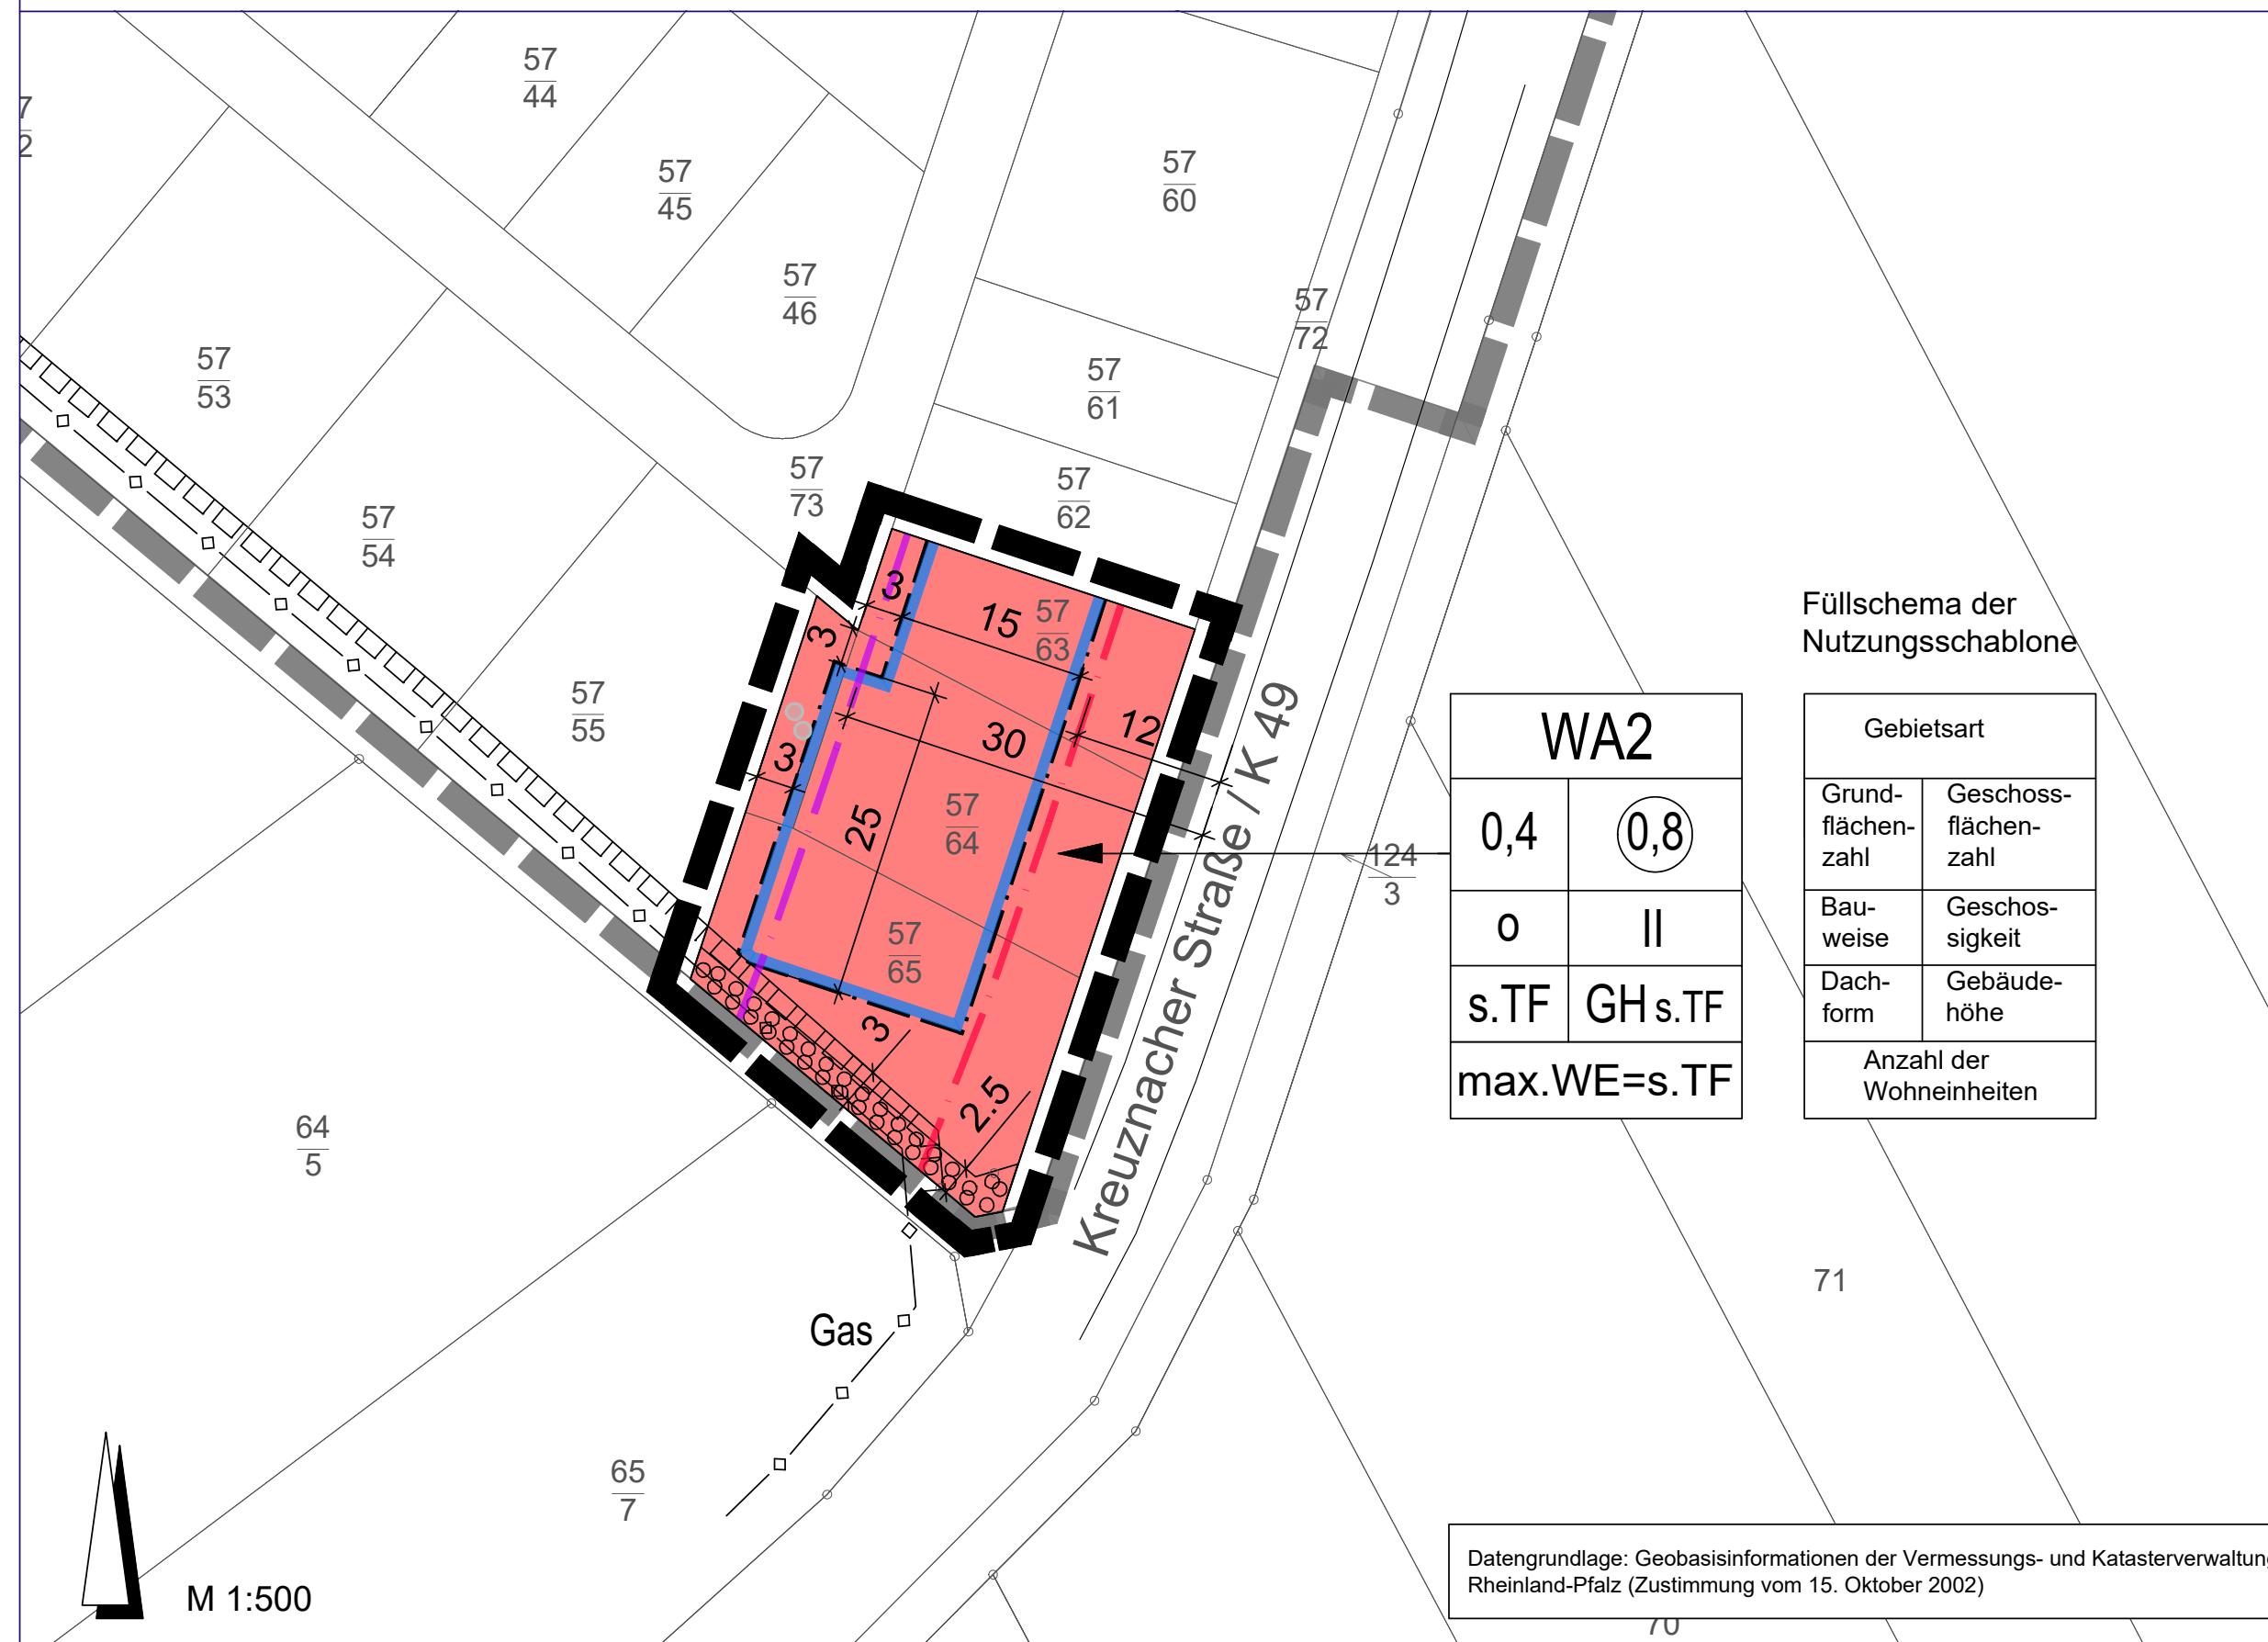 57
44
7
2
57
45
57
60
57
46
57
72
57
53
57
61
57
73
57
62
57
54
3
15
57
63
3
Füllschema der
Nutzungsschablone
57
55
12
30
3
25
57
64
57
65
3
2.5
Kreuznacher Straße / K 49
124
3
WA2
0,4
0,8
o
II
s.TF
GH s.TF
max.WE=s.TF
Gebietsart
Grund-
flächen-
zahl
Geschoss-
flächen-
zahl
Bau-
weise
Geschos-
sigkeit
Dach-
form
Gebäude-
höhe
Anzahl der
Wohneinheiten
64
5
71
Gas
65
7
M 1:500
Datengrundlage: Geobasisinformationen der Vermessungs- und Katasterverwaltung
Rheinland-Pfalz (Zustimmung vom 15. Oktober 2002)
70